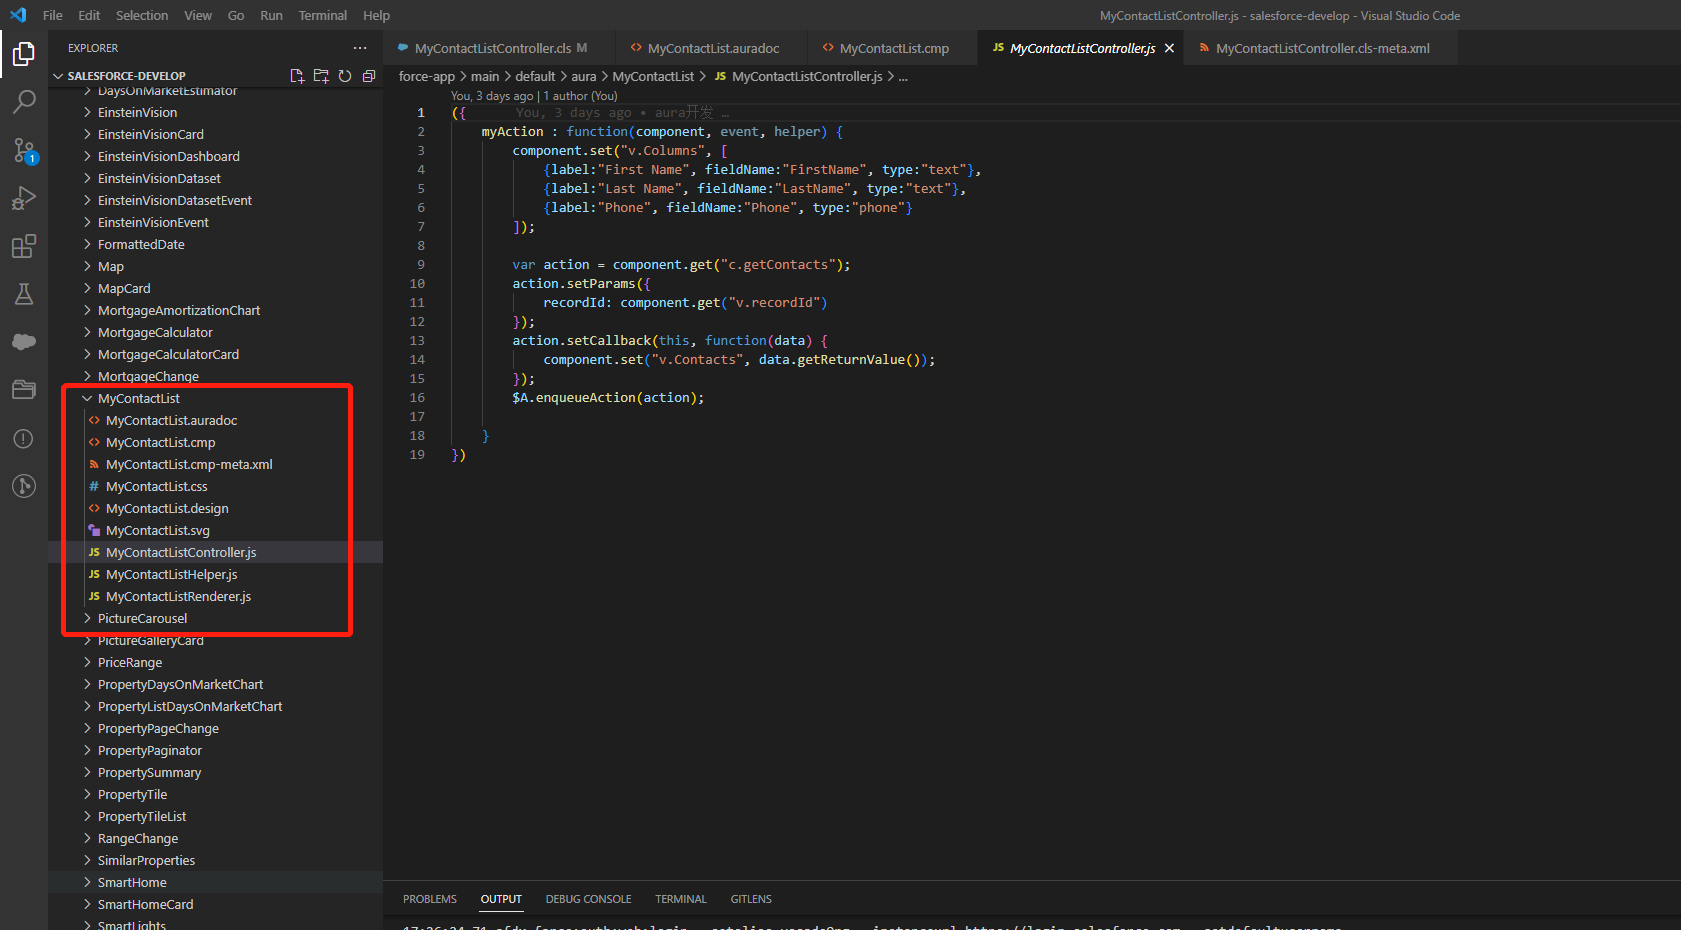 File Edit Selection View Go Run Terminal Help
MyContactListController.js - salesforce-develop - Visual Studio Code
EXPLORER
SALESFORCE-DEVELOP
DaysOnMarketEstimator
EinsteinVision
EinsteinVisionCard
EinsteinVisionDashboard
EinsteinVisionDataset
EinsteinVisionDatasetEvent
EinsteinVisionEvent
FormattedDate
Map
MapCard
MortgageAmortizationChart
MortgageCalculator
MortgageCalculatorCard
MortgageChange
MyContactList
MyContactList.auradoc
MyContactList.cmp
MyContactList.cmp-meta.xml
# MyContactList.css
MyContactList.design
MyContactList.svg
JS MyContactListController.js
JS MyContactListHelper.js
JS MyContactListRenderer.js
PictureCarousel
PictureGalleryCard
PriceRange
PropertyDaysOnMarketChart
PropertyListDaysOnMarketChart
PropertyPageChange
PropertyPaginator
PropertySummary
PropertyTile
PropertyTileList
RangeChange
SimilarProperties
SmartHome
SmartHomeCard
SmartLights
1
MyContactListController.cls M
MyContactList.auradoc
MyContactList.cmp
JS MyContactListController.js
MyContactListController.cls-meta.xml
force-app > main > default > aura > MyContactList > JS MyContactListController.js > ...
You, 3 days ago | 1 author (You)
1 ({ You, 3 days ago • aura开发 …
2 myAction : function(component, event, helper) {
3 component.set("v.Columns", [
4 {label:"First Name", fieldName:"FirstName", type:"text"},
5 {label:"Last Name", fieldName:"LastName", type:"text"},
6 {label:"Phone", fieldName:"Phone", type:"phone"}
7 ]);
8
9 var action = component.get("c.getContacts");
10 action.setParams({
11 recordId: component.get("v.recordId")
12 });
13 action.setCallback(this, function(data) {
14 component.set("v.Contacts", data.getReturnValue());
15 });
16 $A.enqueueAction(action);
17
18 }
19 })
PROBLEMS OUTPUT DEBUG CONSOLE TERMINAL GITLENS